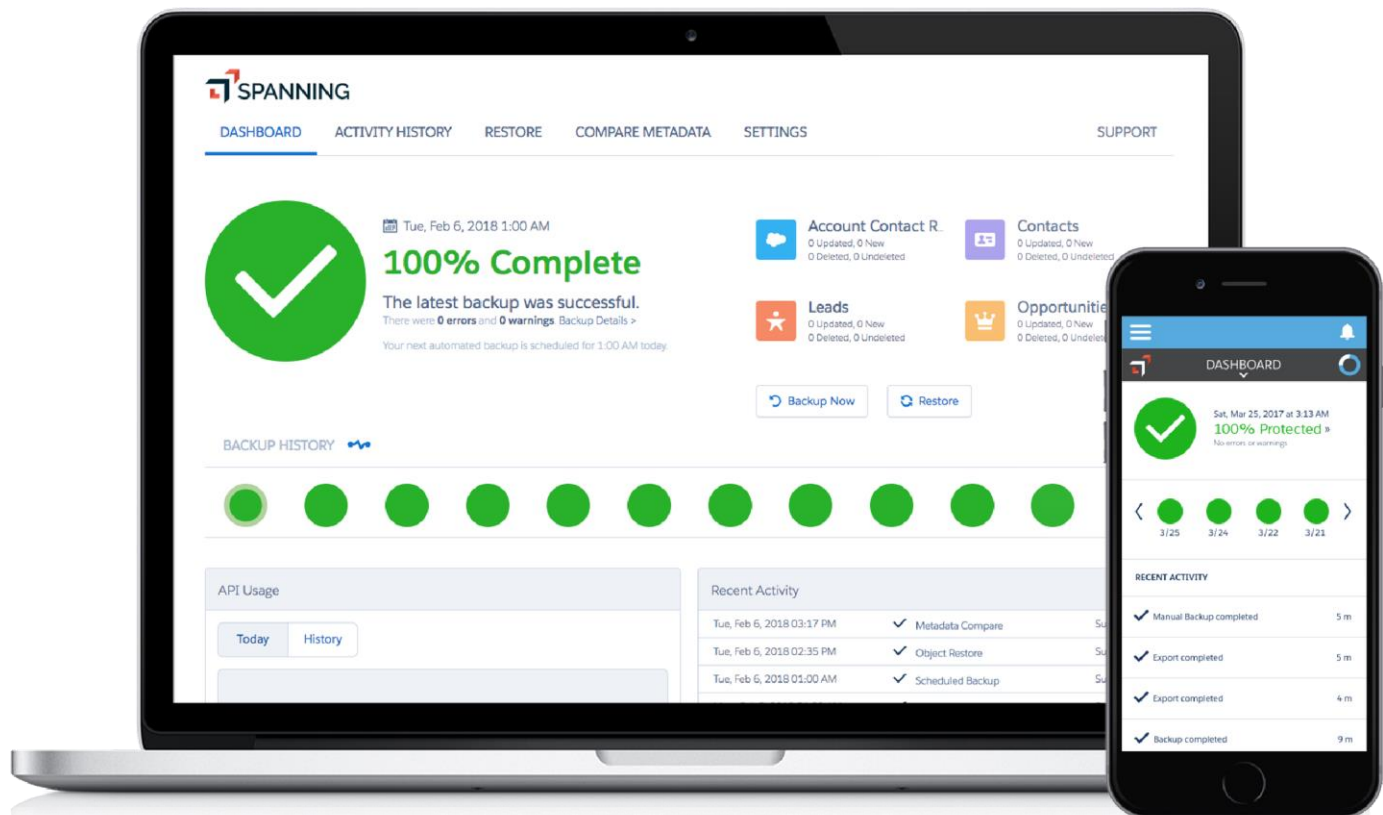 SPANNING
DASHBOARD ACTIVITY HISTORY RESTORE COMPARE METADATA SETTINGS SUPPORT
Tue, Feb 6, 2018 1:00 AM
100% Complete
The latest backup was successful.
There were 0 errors and 0 warnings Backup Details >
Your next automated backup is scheduled for 1:00 AM today.
Account Contact R..
0 Updated, 0 New
0 Deleted, 0 Undeleted
Contacts
0 Updated, 0 New
0 Deleted, 0 Undeleted
Leads
0 Updated, 0 New
0 Deleted, 0 Undeleted
Opportunitie
0 Updated, 0 New
0 Deleted, 0 Undelet
Backup Now Restore
BACKUP HISTORY
API Usage
Today History
Recent Activity
Tue, Feb 6, 2018 03:17 PM Metadata Compare Su
Tue, Feb 6, 2018 02:35 PM Object Restore Su
Tue, Feb 6, 2018 01:00 AM Scheduled Backup Su
DASHBOARD
Sat, Mar 25, 2017 at 3:13 AM
100% Protected »
No errors or warnings
3/25 3/24 3/22 3/21
RECENT ACTIVITY
Manual Backup completed 5 m
Export completed 5 m
Export completed 4 m
Backup completed 9 m